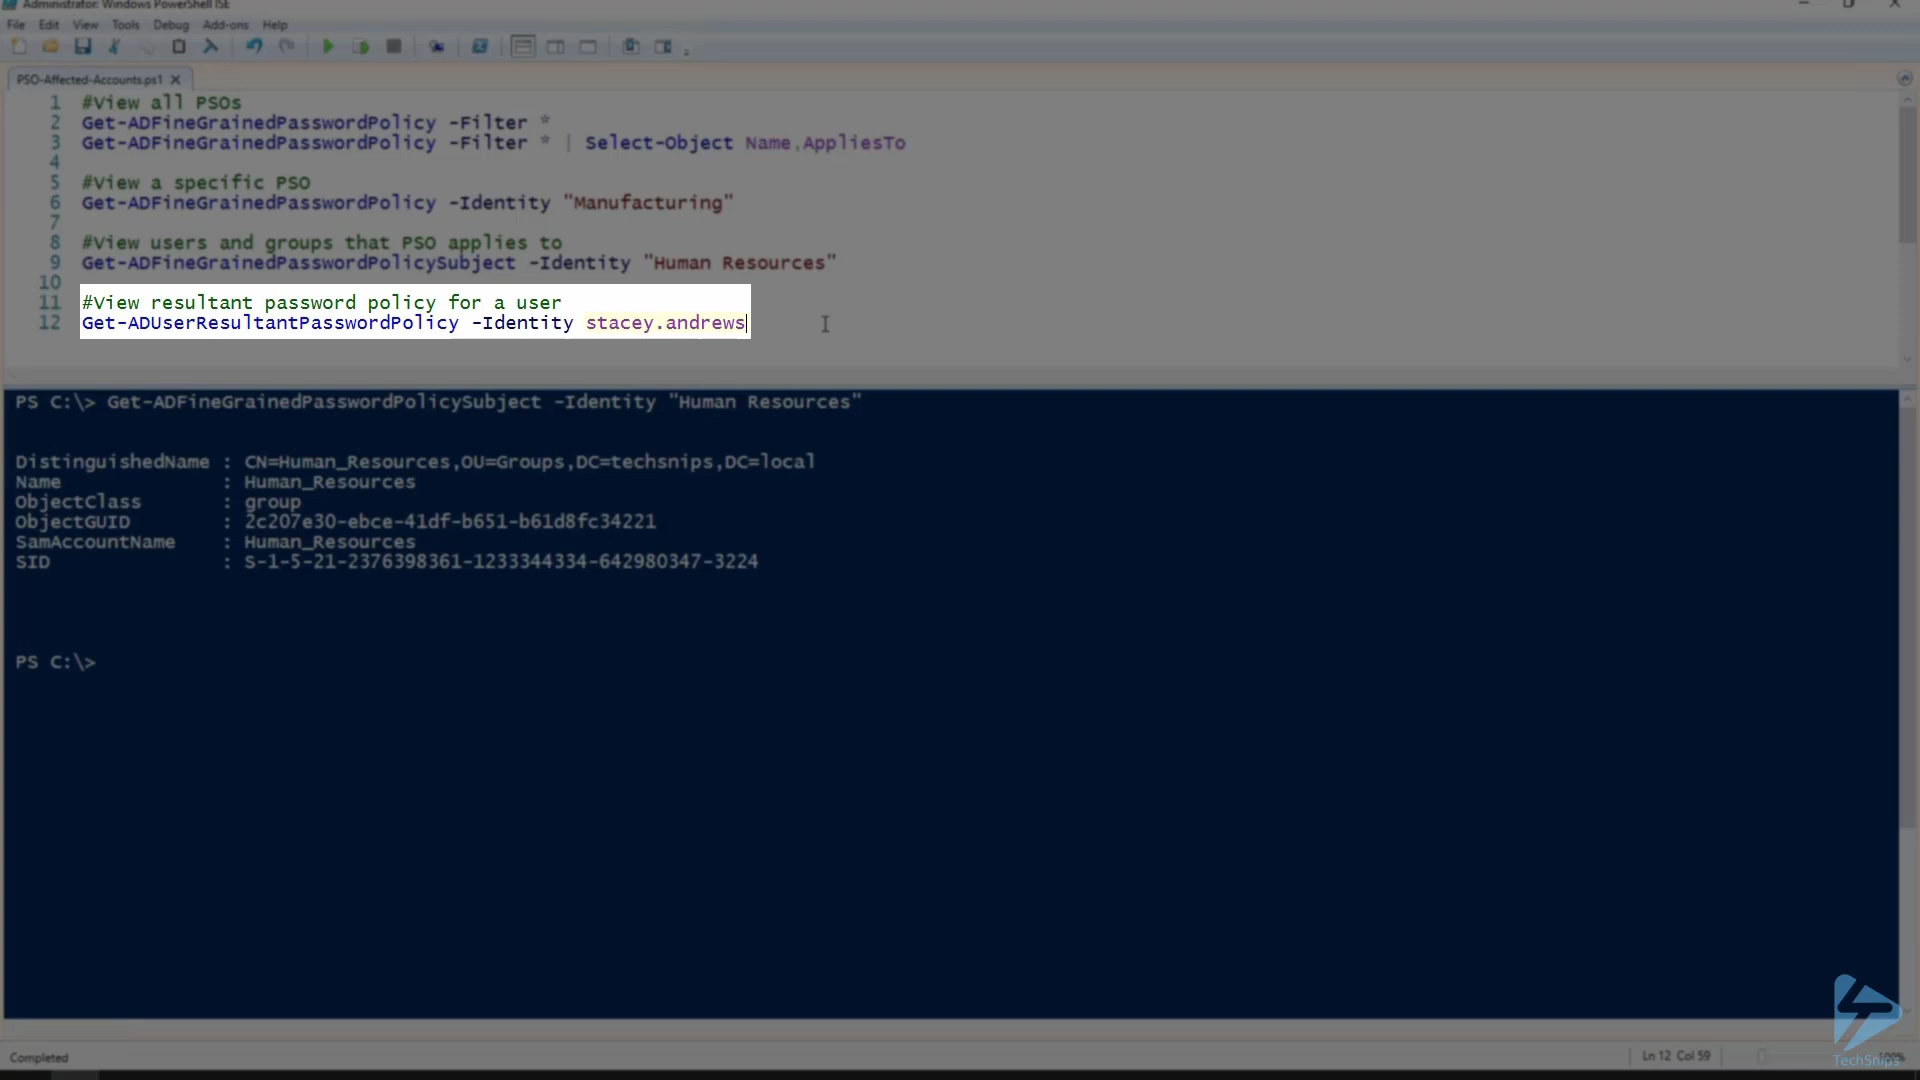 Administrator: Windows PowerShell ISE
File Edit View Tools Debug Add-ons Help
PSO-Affected-Accounts.ps1 X
1 #View all PSOs
2 Get-ADFineGrainedPasswordPolicy -Filter *
3 Get-ADFineGrainedPasswordPolicy -Filter * | Select-Object Name,AppliesTo
4
5 #View a specific PSO
6 Get-ADFineGrainedPasswordPolicy -Identity "Manufacturing"
7
8 #View users and groups that PSO applies to
9 Get-ADFineGrainedPasswordPolicySubject -Identity "Human Resources"
10
11 #View resultant password policy for a user
12 Get-ADUserResultantPasswordPolicy -Identity stacey.andrews
PS C:\> Get-ADFineGrainedPasswordPolicySubject -Identity "Human Resources"
DistinguishedName : CN=Human_Resources,OU=Groups,DC=techsnips,DC=local
Name : Human_Resources
ObjectClass : group
ObjectGUID : 2c207e30-ebce-41df-b651-b61d8fc34221
SamAccountName : Human_Resources
SID : S-1-5-21-2376398361-1233344334-642980347-3224
PS C:\>
Completed
Ln 12 Col 59
TechSnips